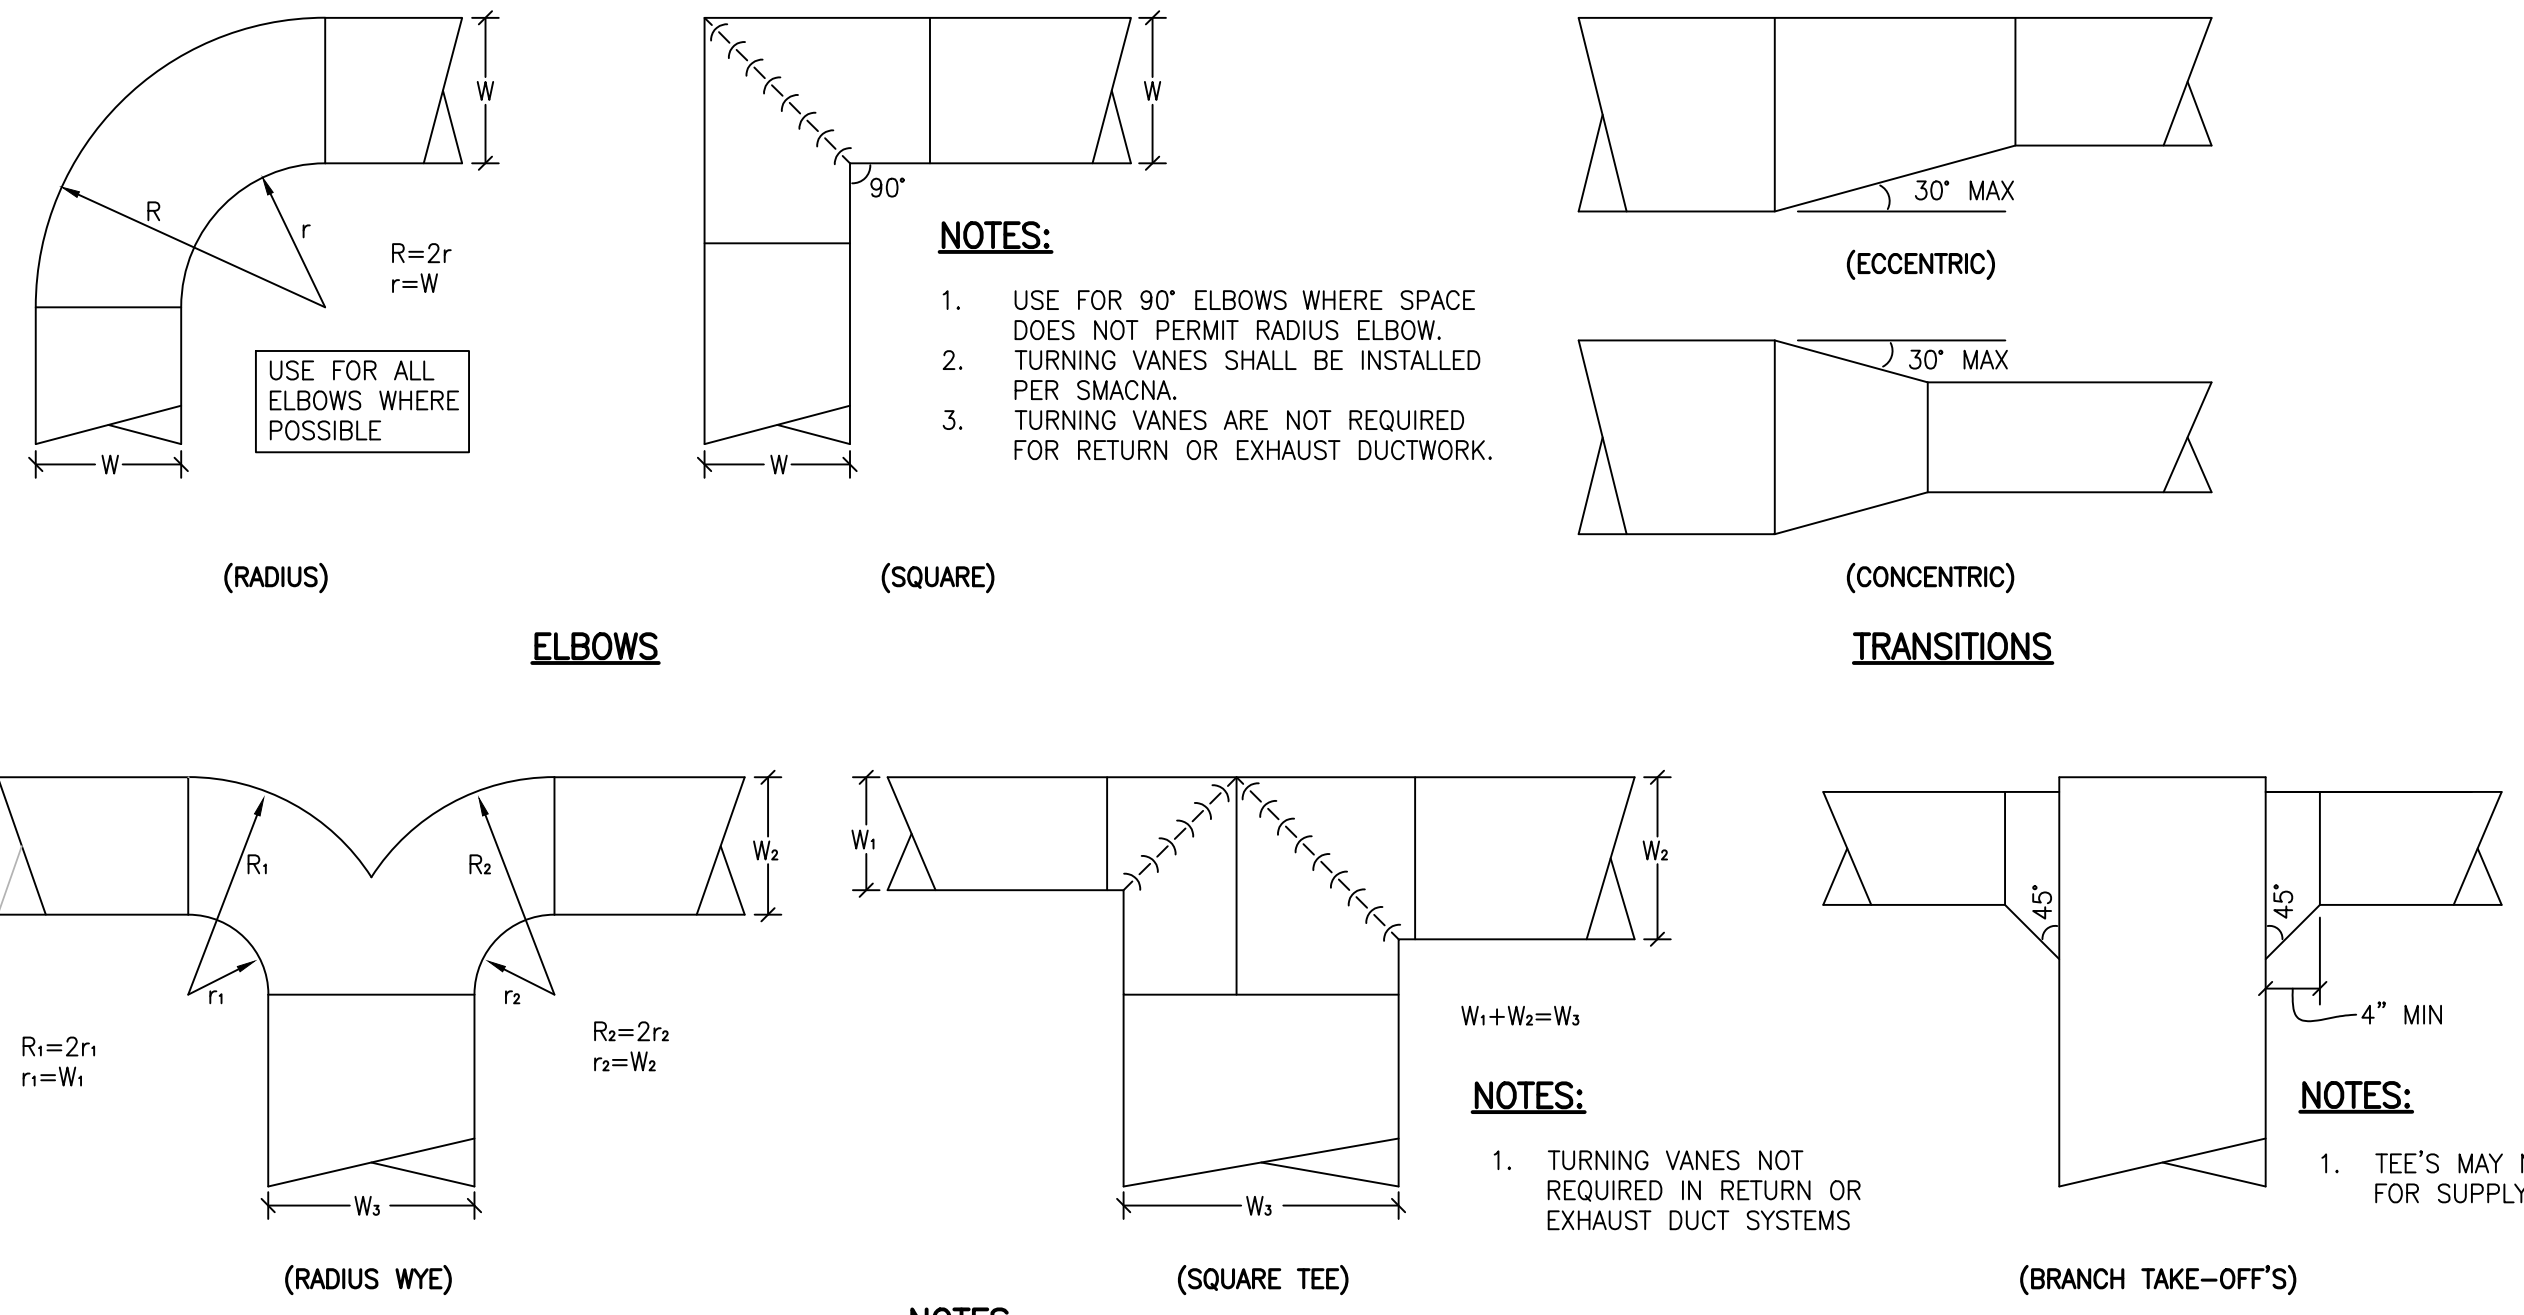 W
R
r
R=2r
r=W
USE FOR ALL
ELBOWS WHERE
POSSIBLE
W
(RADIUS)
W
90°
W
NOTES:
1. USE FOR 90° ELBOWS WHERE SPACE
DOES NOT PERMIT RADIUS ELBOW.
2. TURNING VANES SHALL BE INSTALLED
PER SMACNA.
3. TURNING VANES ARE NOT REQUIRED
FOR RETURN OR EXHAUST DUCTWORK.
(SQUARE)
ELBOWS
30° MAX
(ECCENTRIC)
30° MAX
(CONCENTRIC)
TRANSITIONS
W₂
R₁
R₂
r₁
r₂
R₁=2r₁
r₁=W₁
R₂=2r₂
r₂=W₂
W₃
(RADIUS WYE)
W₁
W₂
W₁+W₂=W₃
W₃
NOTES:
1. TURNING VANES NOT
REQUIRED IN RETURN OR
EXHAUST DUCT SYSTEMS
(SQUARE TEE)
45°
45°
4" MIN
NOTES:
1. TEE'S MAY
FOR SUPPLY
(BRANCH TAKE-OFF'S)
NOTES